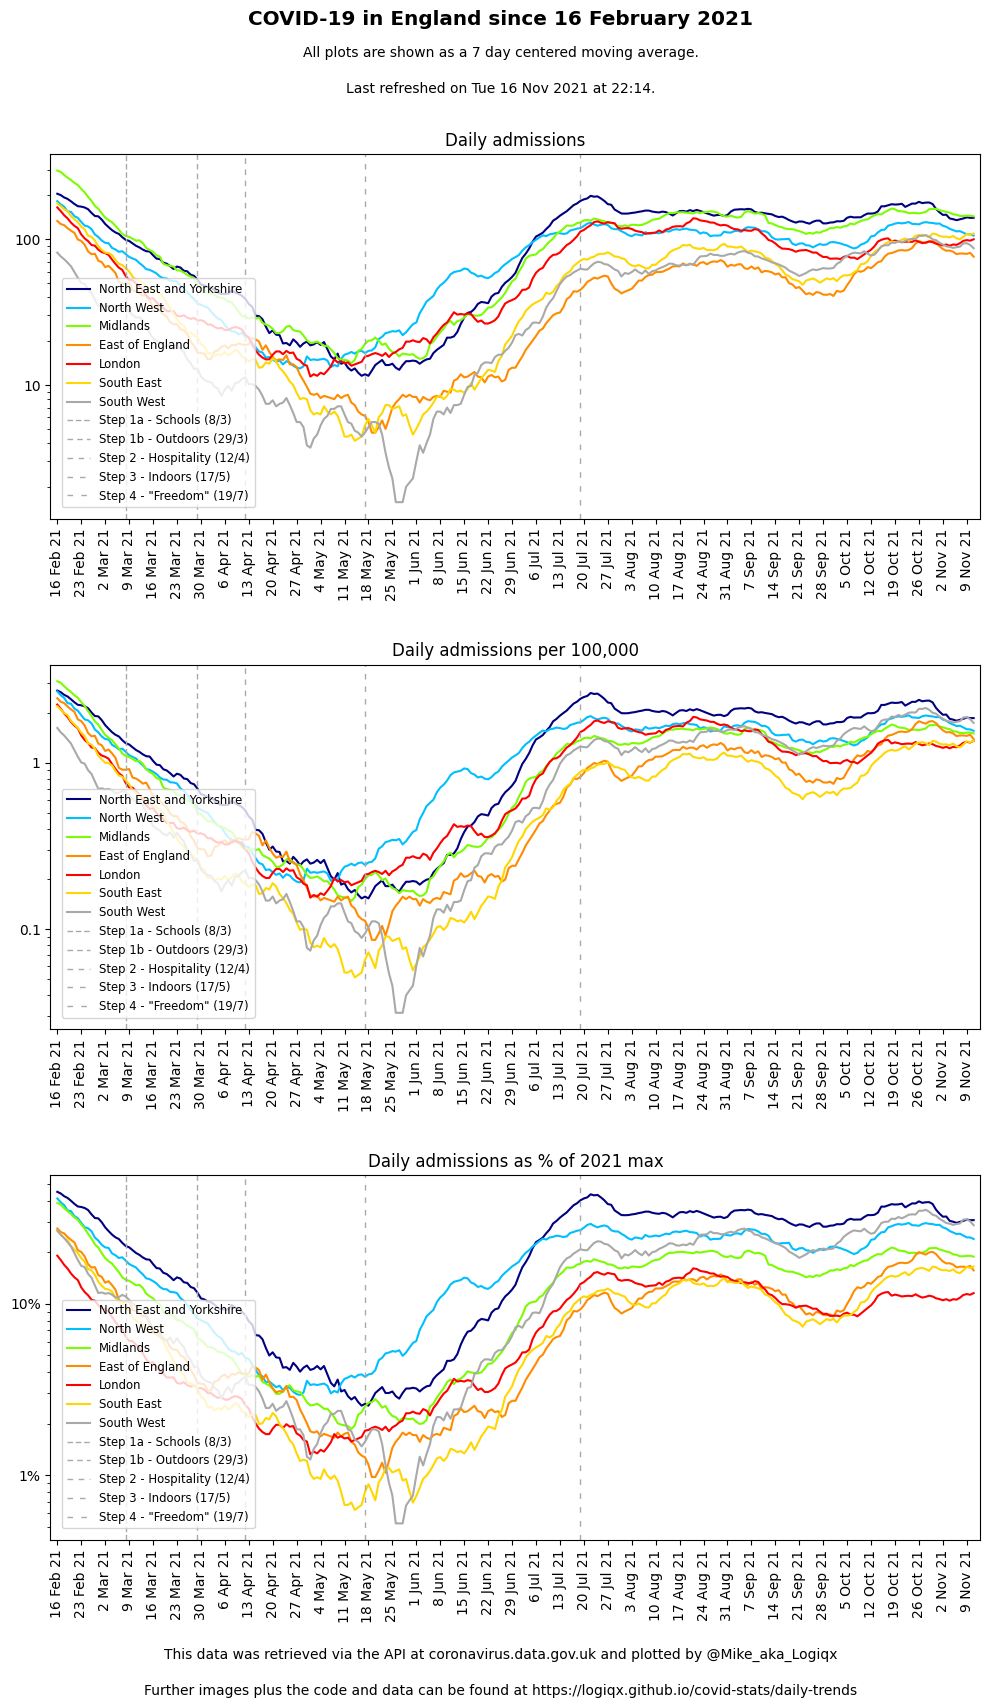 COVID-19 in England since 16 February 2021
All plots are shown as a 7 day centered moving average.
Last refreshed on Tue 16 Nov 2021 at 22:14.
Daily admissions
100
10
North East and Yorkshire
North West
Midlands
East of England
London
South East
South West
Step 1a - Schools (8/3)
Step 1b - Outdoors (29/3)
Step 2 - Hospitality (12/4)
Step 3 - Indoors (17/5)
Step 4 - "Freedom" (19/7)
16 Feb 21
23 Feb 21
2 Mar 21
9 Mar 21
16 Mar 21
23 Mar 21
30 Mar 21
6 Apr 21
13 Apr 21
20 Apr 21
27 Apr 21
4 May 21
11 May 21
18 May 21
25 May 21
1 Jun 21
8 Jun 21
15 Jun 21
22 Jun 21
29 Jun 21
6 Jul 21
13 Jul 21
20 Jul 21
27 Jul 21
3 Aug 21
10 Aug 21
17 Aug 21
24 Aug 21
31 Aug 21
7 Sep 21
14 Sep 21
21 Sep 21
28 Sep 21
5 Oct 21
12 Oct 21
19 Oct 21
26 Oct 21
2 Nov 21
9 Nov 21
Daily admissions per 100,000
1
0.1
North East and Yorkshire
North West
Midlands
East of England
London
South East
South West
Step 1a - Schools (8/3)
Step 1b - Outdoors (29/3)
Step 2 - Hospitality (12/4)
Step 3 - Indoors (17/5)
Step 4 - "Freedom" (19/7)
16 Feb 21
23 Feb 21
2 Mar 21
9 Mar 21
16 Mar 21
23 Mar 21
30 Mar 21
6 Apr 21
13 Apr 21
20 Apr 21
27 Apr 21
4 May 21
11 May 21
18 May 21
25 May 21
1 Jun 21
8 Jun 21
15 Jun 21
22 Jun 21
29 Jun 21
6 Jul 21
13 Jul 21
20 Jul 21
27 Jul 21
3 Aug 21
10 Aug 21
17 Aug 21
24 Aug 21
31 Aug 21
7 Sep 21
14 Sep 21
21 Sep 21
28 Sep 21
5 Oct 21
12 Oct 21
19 Oct 21
26 Oct 21
2 Nov 21
9 Nov 21
Daily admissions as % of 2021 max
10%
1%
North East and Yorkshire
North West
Midlands
East of England
London
South East
South West
Step 1a - Schools (8/3)
Step 1b - Outdoors (29/3)
Step 2 - Hospitality (12/4)
Step 3 - Indoors (17/5)
Step 4 - "Freedom" (19/7)
16 Feb 21
23 Feb 21
2 Mar 21
9 Mar 21
16 Mar 21
23 Mar 21
30 Mar 21
6 Apr 21
13 Apr 21
20 Apr 21
27 Apr 21
4 May 21
11 May 21
18 May 21
25 May 21
1 Jun 21
8 Jun 21
15 Jun 21
22 Jun 21
29 Jun 21
6 Jul 21
13 Jul 21
20 Jul 21
27 Jul 21
3 Aug 21
10 Aug 21
17 Aug 21
24 Aug 21
31 Aug 21
7 Sep 21
14 Sep 21
21 Sep 21
28 Sep 21
5 Oct 21
12 Oct 21
19 Oct 21
26 Oct 21
2 Nov 21
9 Nov 21
This data was retrieved via the API at coronavirus.data.gov.uk and plotted by @Mike_aka_Logiqx
Further images plus the code and data can be found at https://logiqx.github.io/covid-stats/daily-trends